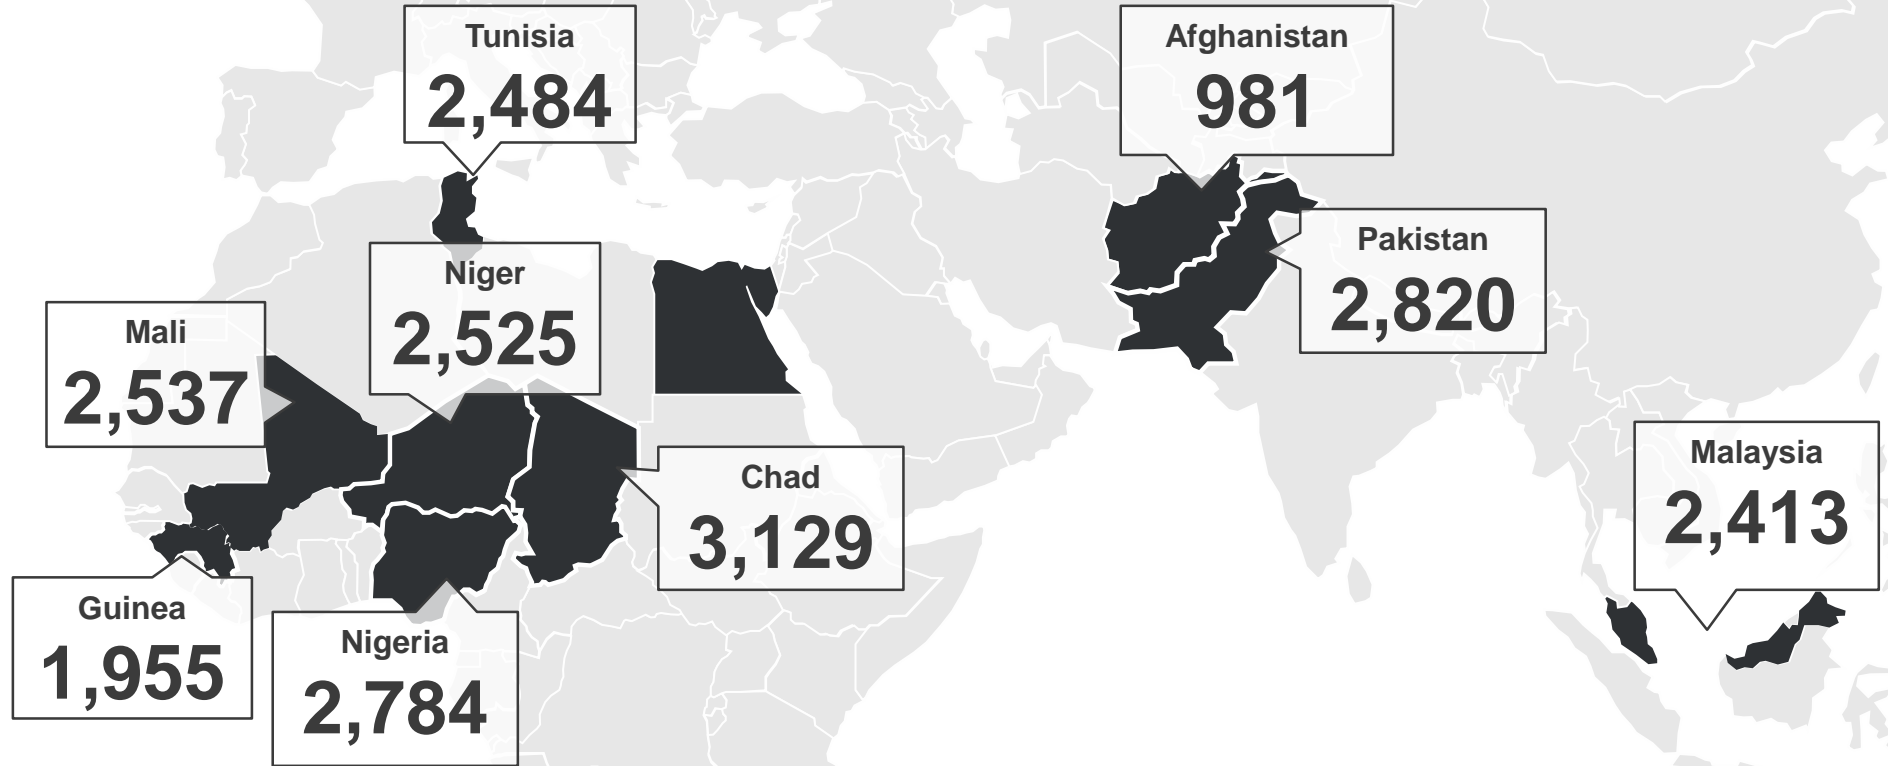 Tunisia
2,484
Afghanistan
981
Niger
2,525
Pakistan
2,820
Mali
2,537
Chad
3,129
Malaysia
2,413
Guinea
1,955
Nigeria
2,784